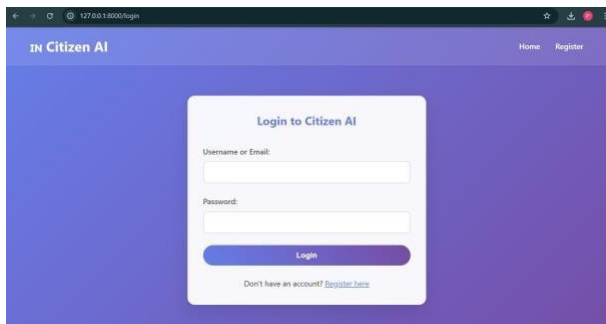 127.0.0.1:8000/login
IN Citizen AI
Home Register
Login to Citizen AI
Username or Email:
Password:
Login
Don't have an account? Register here